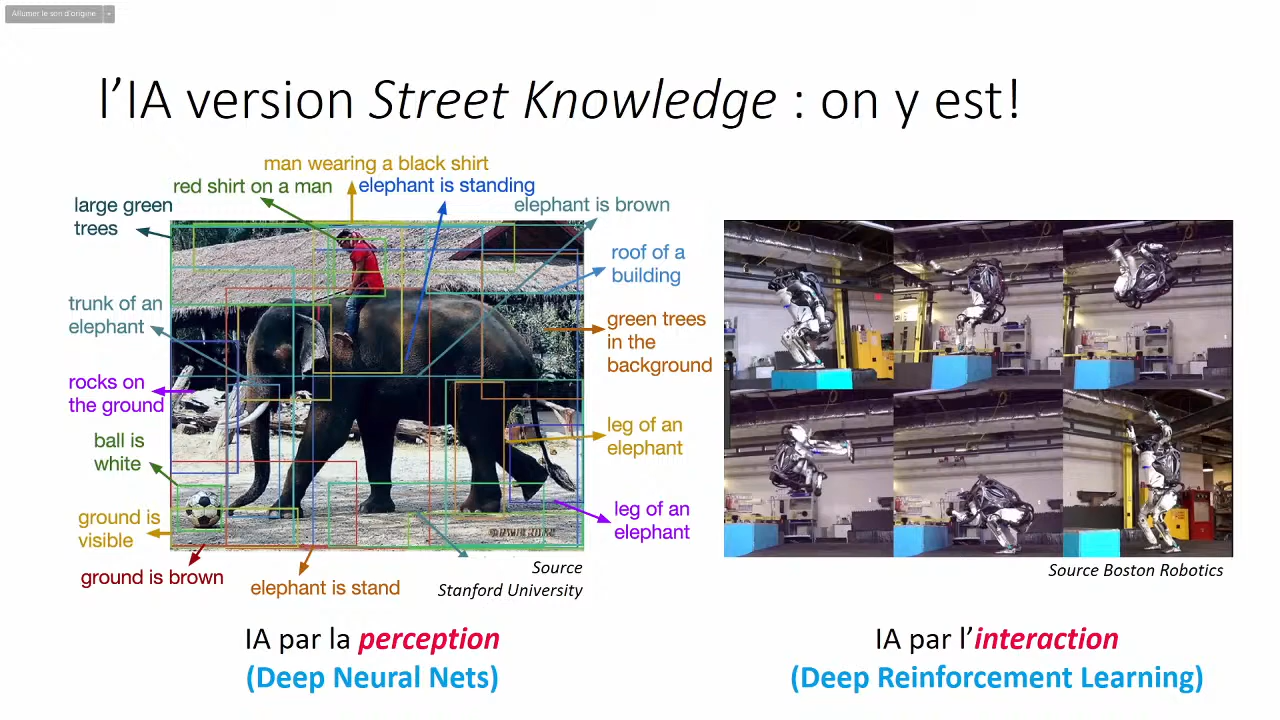 Allumer le son d'origine
l'IA version Street Knowledge : on y est!
man wearing a black shirt
red shirt on a man
elephant is standing
large green
trees
elephant is brown
roof of a
building
trunk of an
elephant
green trees
in the
background
rocks on
the ground
ball is
white
leg of an
elephant
ground is
visible
leg of an
elephant
ground is brown
elephant is stand
Source
Stanford University
Source Boston Robotics
IA par la perception
(Deep Neural Nets)
IA par l'interaction
(Deep Reinforcement Learning)